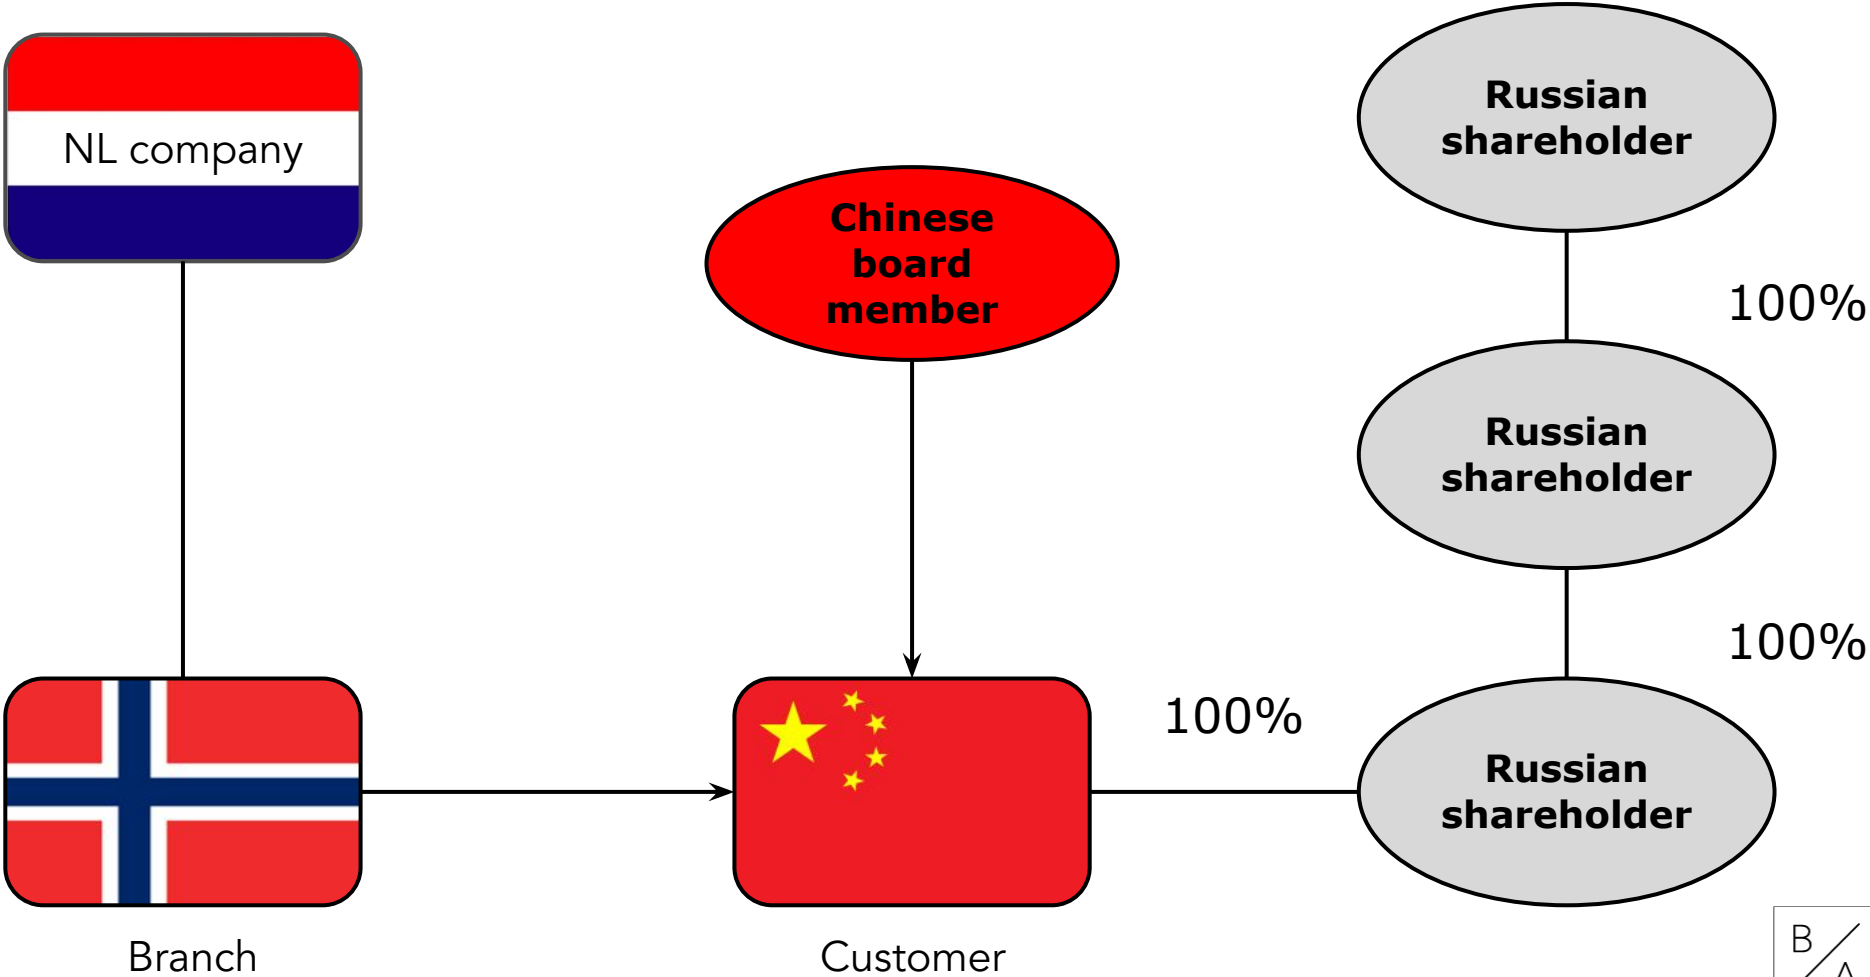 NL company
Chinese
board
member
Russian
shareholder
100%
Russian
shareholder
100%
100%
Russian
shareholder
Branch
Customer
B
A